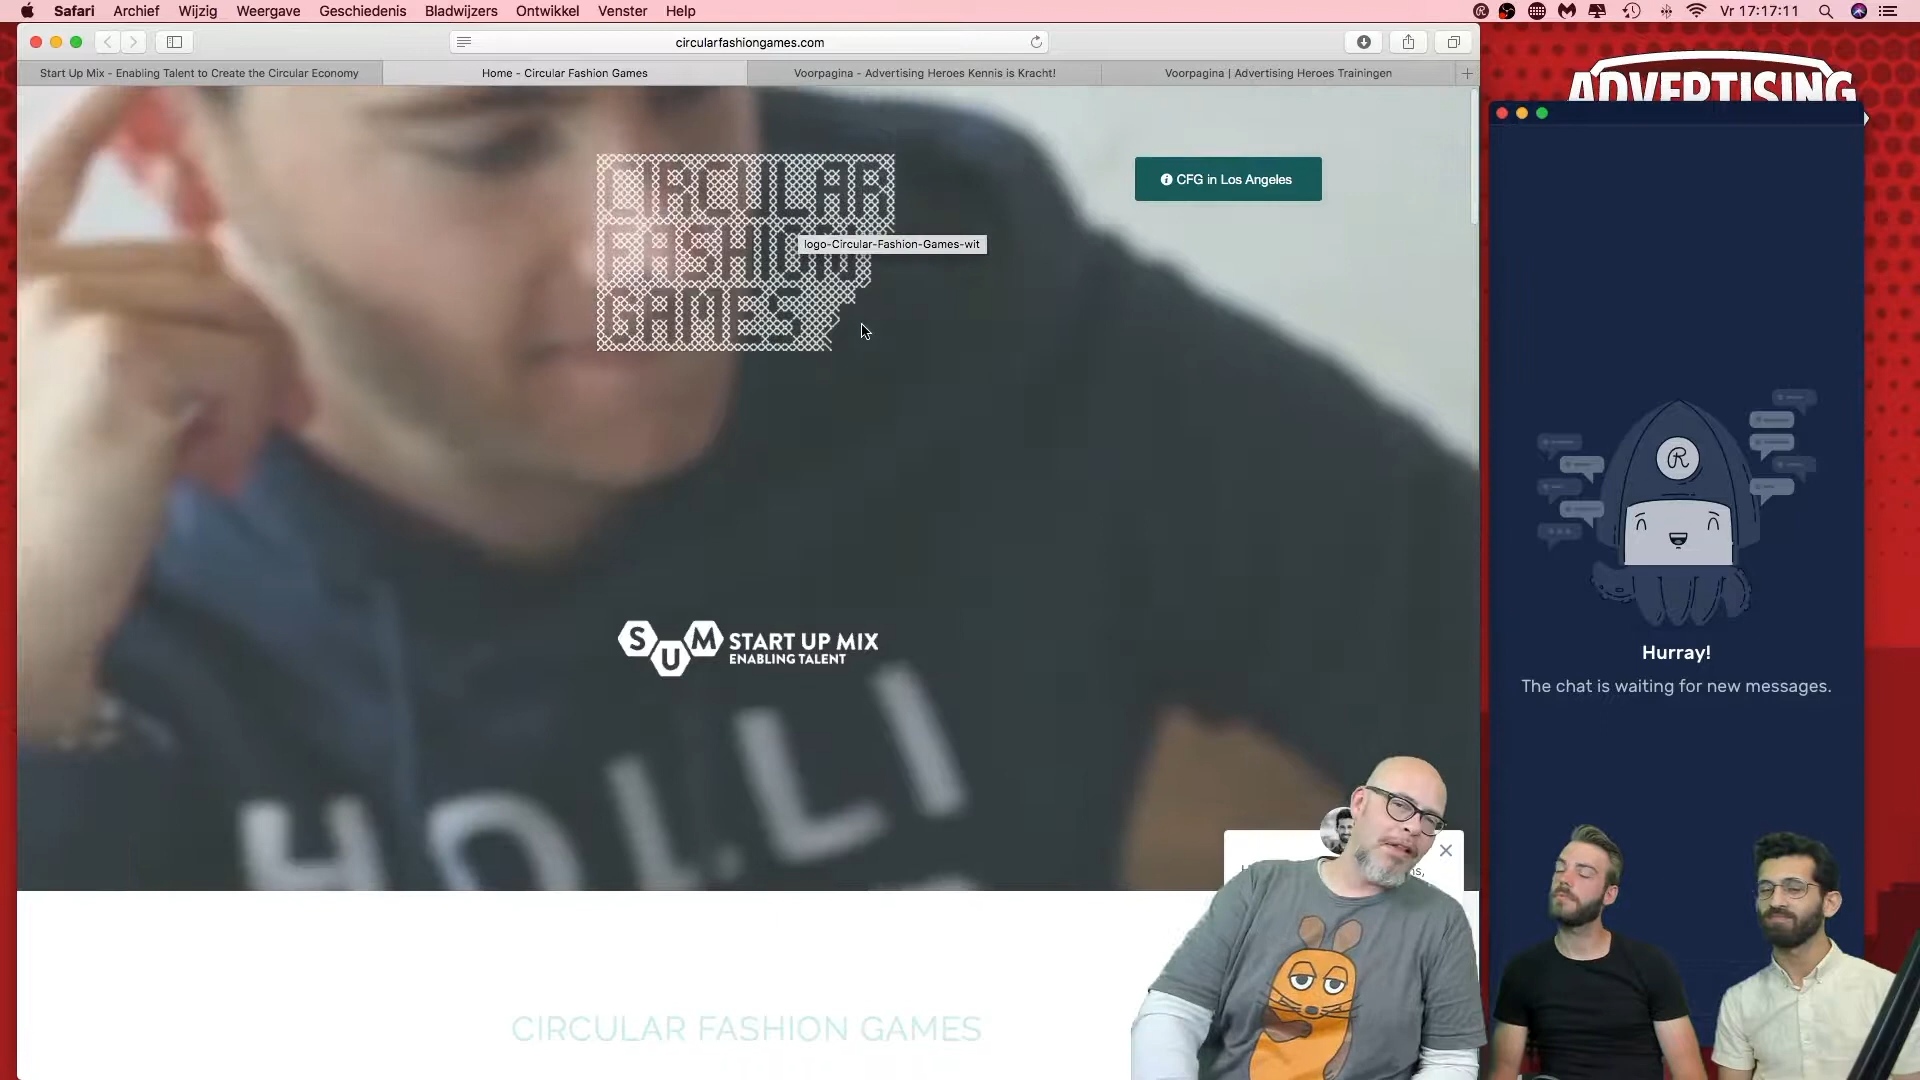 Safari Archief Wijzig Weergave Geschiedenis Bladwijzers Ontwikkel Venster Help
Vr 17:17:11
circularfashiongames.com
Start Up Mix - Enabling Talent to Create the Circular Economy
Home - Circular Fashion Games
Voorpagina - Advertising Heroes Kennis is Kracht!
Voorpagina | Advertising Heroes Trainingen
ADVERTISING
CIRCULAR
FASHION
GAMES
CFG in Los Angeles
logo-Circular-Fashion-Games-wit
SUM
START UP MIX
ENABLING TALENT
HOLLI
R
Hurray!
The chat is waiting for new messages.
CIRCULAR FASHION GAMES